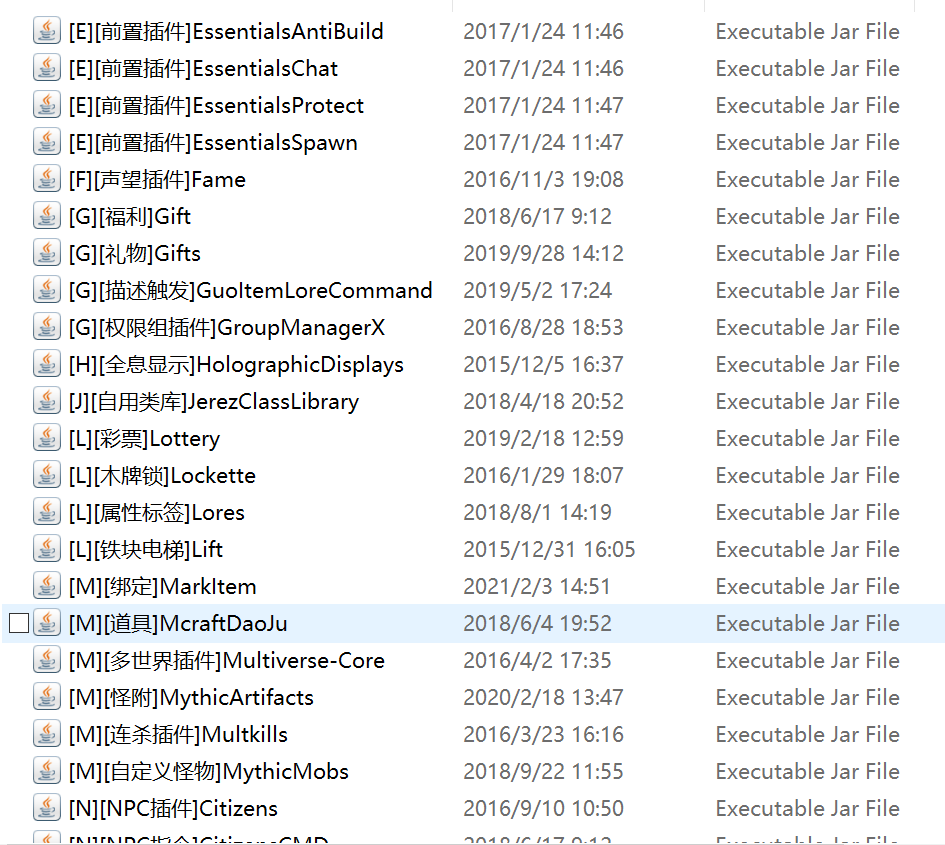 [E][前置插件]EssentialsAntiBuild 2017/1/24 11:46 Executable Jar File
[E][前置插件]EssentialsChat 2017/1/24 11:46 Executable Jar File
[E][前置插件]EssentialsProtect 2017/1/24 11:47 Executable Jar File
[E][前置插件]EssentialsSpawn 2017/1/24 11:47 Executable Jar File
[F][声望插件]Fame 2016/11/3 19:08 Executable Jar File
[G][福利]Gift 2018/6/17 9:12 Executable Jar File
[G][礼物]Gifts 2019/9/28 14:12 Executable Jar File
[G][描述触发]GuoItemLoreCommand 2019/5/2 17:24 Executable Jar File
[G][权限组插件]GroupManagerX 2016/8/28 18:53 Executable Jar File
[H][全息显示]HolographicDisplays 2015/12/5 16:37 Executable Jar File
[J][自用类库]JerezClassLibrary 2018/4/18 20:52 Executable Jar File
[L][彩票]Lottery 2019/2/18 12:59 Executable Jar File
[L][木牌锁]Lockette 2016/1/29 18:07 Executable Jar File
[L][属性标签]Lores 2018/8/1 14:19 Executable Jar File
[L][铁块电梯]Lift 2015/12/31 16:05 Executable Jar File
[M][绑定]MarkItem 2021/2/3 14:51 Executable Jar File
[M][道具]McraftDaoJu 2018/6/4 19:52 Executable Jar File
[M][多世界插件]Multiverse-Core 2016/4/2 17:35 Executable Jar File
[M][怪附]MythicArtifacts 2020/2/18 13:47 Executable Jar File
[M][连杀插件]Multkills 2016/3/23 16:16 Executable Jar File
[M][自定义怪物]MythicMobs 2018/9/22 11:55 Executable Jar File
[N][NPC插件]Citizens 2016/9/10 10:50 Executable Jar File
[N][NPC指令]CitizensCMD 2018/6/17 9:12 Executable Jar File